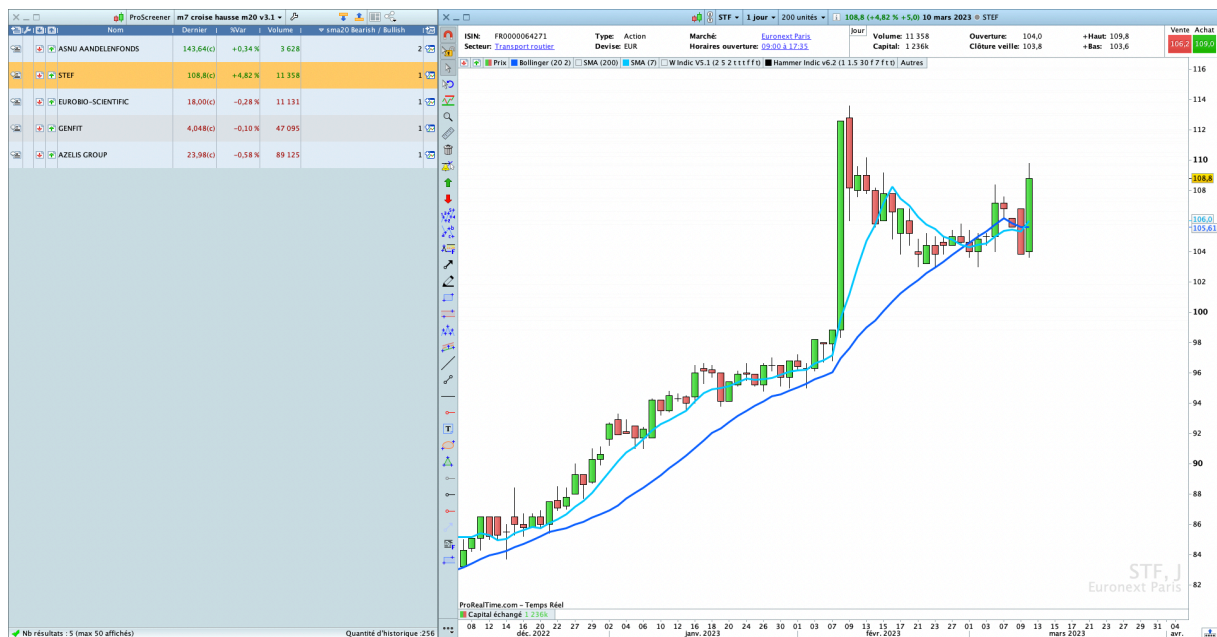 ProScreener m7 croise hausse m20 v3.1
Nom Dernier %Var Volume sma20 Bearish / Bullish
ASNU AANDELENFONDS 143,64(c) +0,34 % 3 628 2
STEF 108,8(c) +4,82 % 11 358 1
EUROBIO-SCIENTIFIC 18,00(c) -0,28 % 11 131 1
GENFIT 4,048(c) -0,10 % 47 095 1
AZELIS GROUP 23,98(c) -0,58 % 89 125 1
Nb résultats : 5 (max 50 affichés) Quantité d'historique :256
STF 1 jour 200 unités 108,8 (+4,82 % +5,0) 10 mars 2023 STEF
ISIN: FR0000064271 Type: Action Marché: Euronext Paris Jour Volume: 11 358 Ouverture: 104,0 +Haut: 109,8
Secteur: Transport routier Devise: EUR Horaires ouverture: 09:00 à 17:35 Capital: 1 236k Clôture veille: 103,8 +Bas: 103,6
Vente Achat
106,2 109,0
Prix Bollinger (20 2) SMA (200) SMA (7) W Indic V5.1 (2 5 2 t t t f f t) Hammer Indic v6.2 (1 1.5 30 f 7 f t t) Autres
116
114
112
110
108,8
108
106,0
105,61
104
102
100
98
96
94
92
90
88
86
84
82
STF, J
Euronext Paris
ProRealTime.com - Temps Réel
Capital échangé 1 236k
08 12 14 16 20 22 27 29 02 04 06 10 12 16 18 20 24 26 30 01 03 07 09 13 15 17 21 23 27 01 03 07 09 13 15 17 21 23 27 29 31 04
déc. 2022 janv. 2023 févr. 2023 mars 2023 avr.